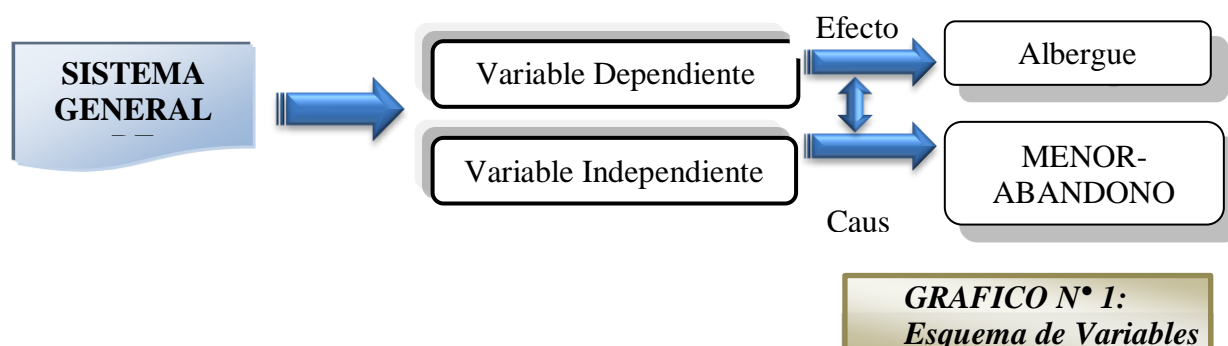 SISTEMA
GENERAL
Variable Dependiente
Efecto
Albergue
Variable Independiente
Caus
MENOR-
ABANDONO
GRAFICO N° 1:
Esquema de Variables